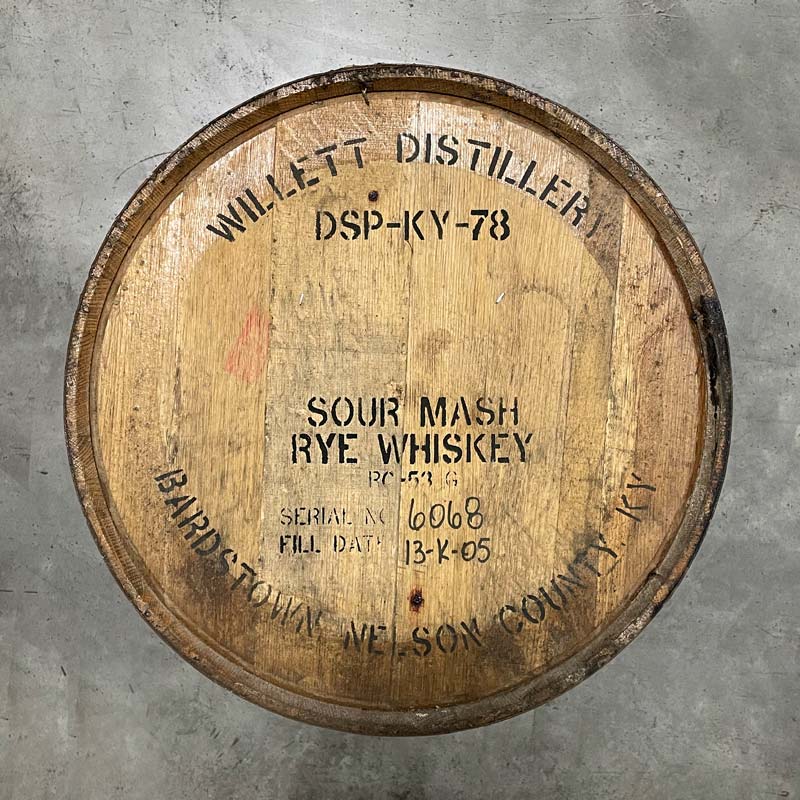 WILLETT DISTILLERY
DSP-KY-78
SOUR MASH
RYE WHISKEY
RC-53 G
SERIAL NO 6068
FILL DATE 13-K-05
BARDSTOWN, NELSON COUNTY, KY